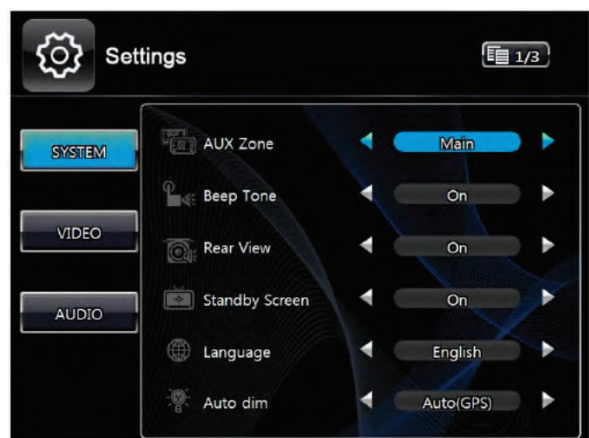 Settings
1/3
SYSTEM
VIDEO
AUDIO
AUX Zone Main
Beep Tone On
Rear View On
Standby Screen On
Language English
Auto dim Auto(GPS)